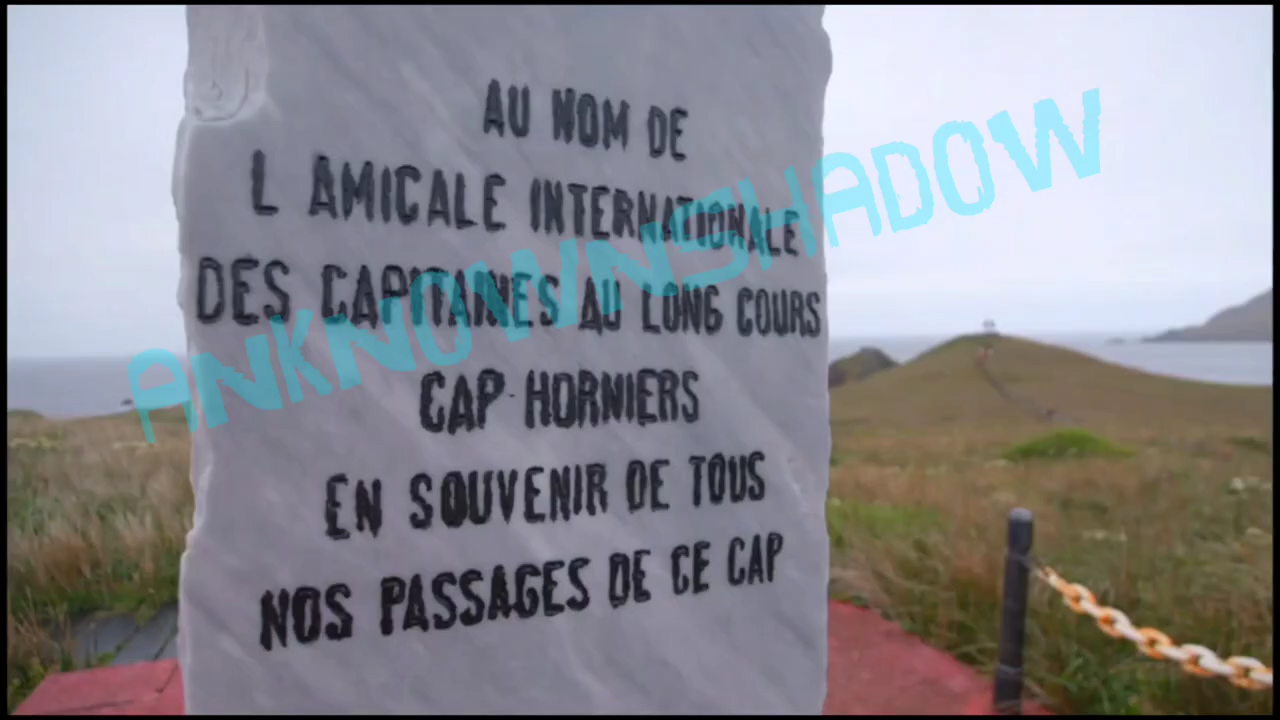 AU NOM DE
L AMICALE INTERNATIONALE
DES CAPITAINES AU LONG COURS
CAP HORNIERS
EN SOUVENIR DE TOUS
NOS PASSAGES DE CE CAP
ANKNOWNSHADOW